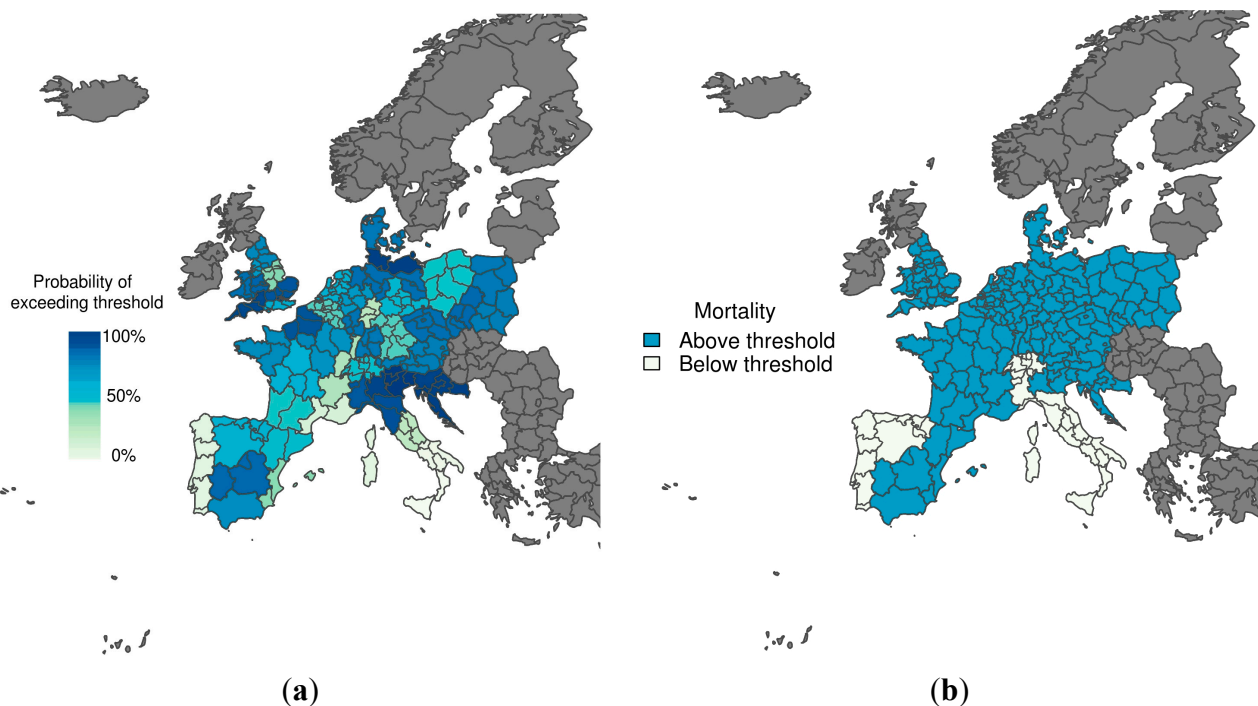 Probability of
exceeding threshold
100%
50%
0%
Mortality
Above threshold
Below threshold
(a)
(b)